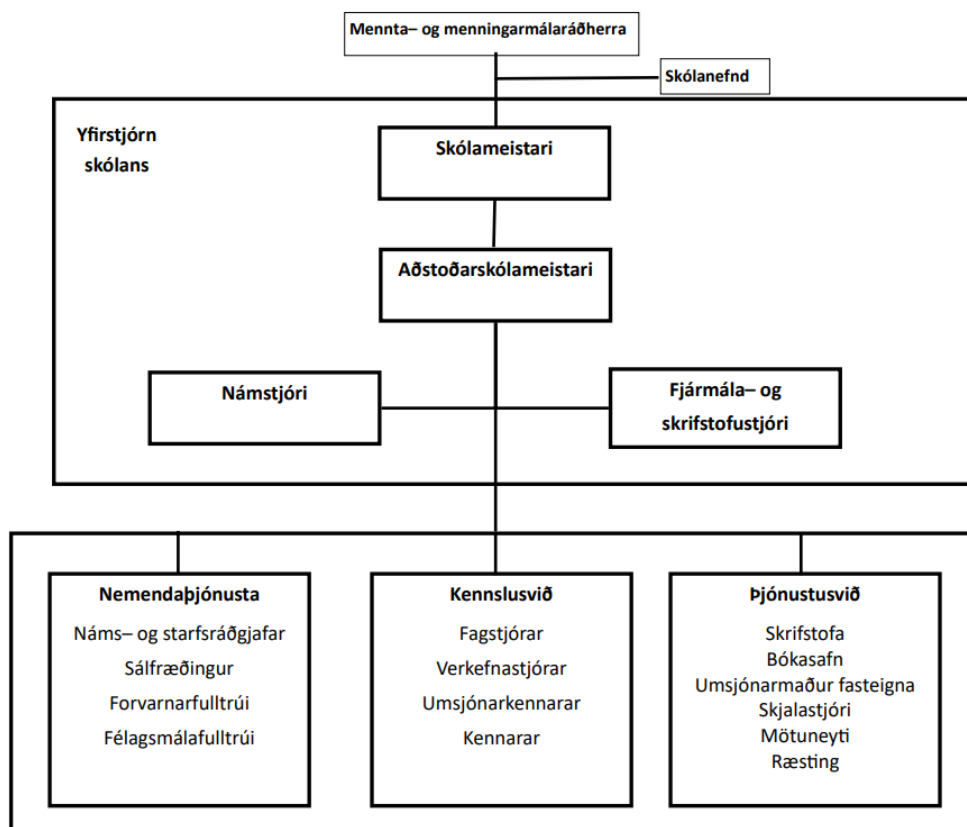 Mennta– og menningarmálaráðherra
Skólanefnd
Yfirstjórn
skólans
Skólameistari
Aðstoðarskólameistari
Námstjóri
Fjármála– og
skrifstofustjóri
Nemendaþjónusta
Náms– og starfsráðgjafar
Sálfræðingur
Forvarnarfulltrúi
Félagsmálafulltrúi
Kennslusvið
Fagstjórar
Verkefnastjórar
Umsjónarkennarar
Kennarar
Þjónustusvið
Skrifstofa
Bókasafn
Umsjónarmaður fasteigna
Skjalastjóri
Mötuneyti
Ræsting